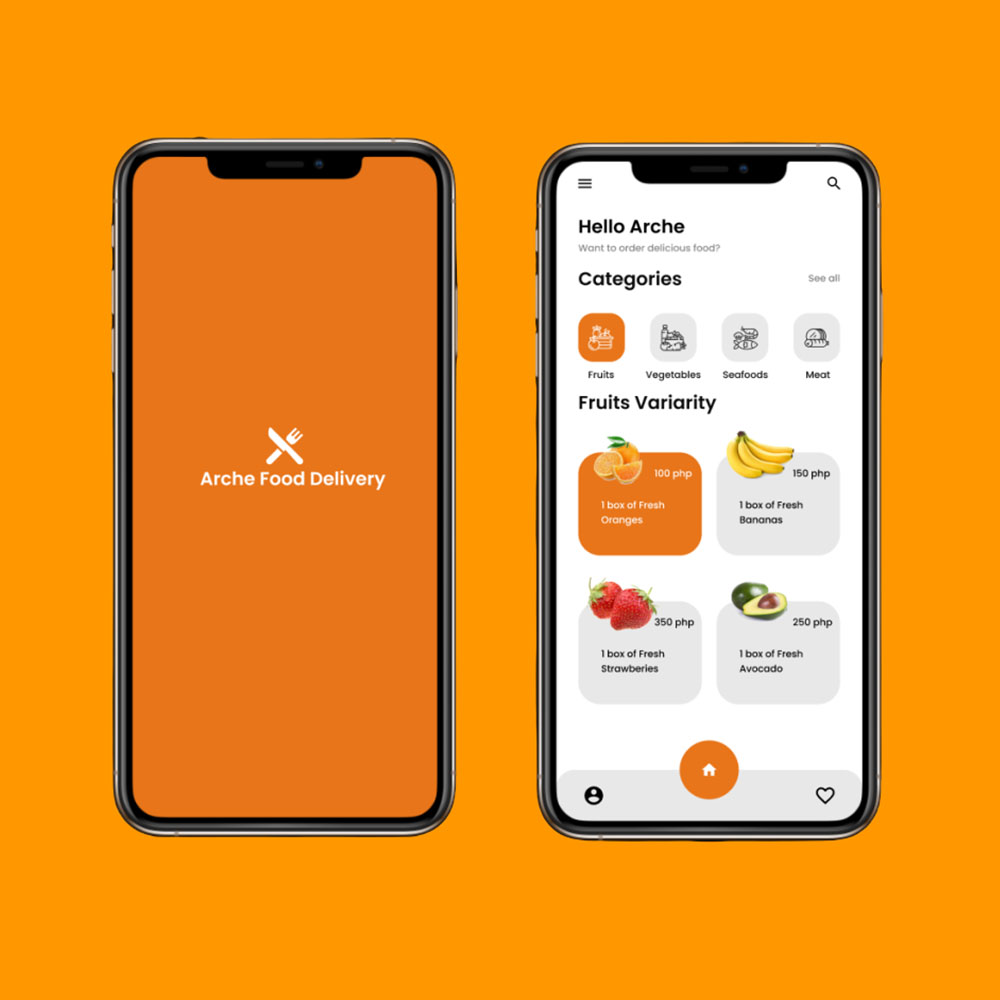 Arche Food Delivery
Hello Arche
Want to order delicious food?
Categories
See all
Fruits
Vegetables
Seafoods
Meat
Fruits Variarity
100 php
1 box of Fresh
Oranges
150 php
1 box of Fresh
Bananas
350 php
1 box of Fresh
Strawberries
250 php
1 box of Fresh
Avocado